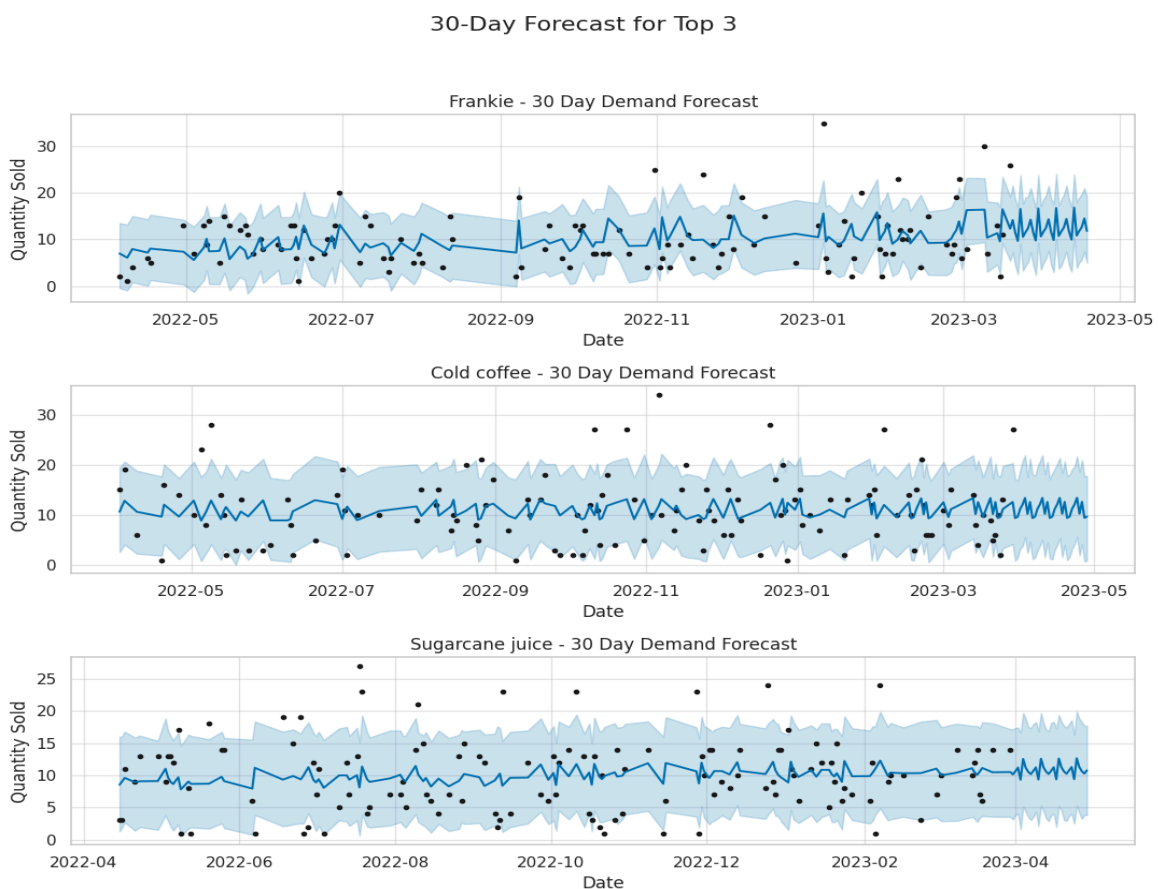 30-Day Forecast for Top 3
Frankie - 30 Day Demand Forecast
Quantity Sold
30
20
10
0
2022-05 2022-07 2022-09 2022-11 2023-01 2023-03 2023-05
Date
Cold coffee - 30 Day Demand Forecast
Quantity Sold
30
20
10
0
2022-05 2022-07 2022-09 2022-11 2023-01 2023-03 2023-05
Date
Sugarcane juice - 30 Day Demand Forecast
Quantity Sold
25
20
15
10
5
0
2022-04 2022-06 2022-08 2022-10 2022-12 2023-02 2023-04
Date